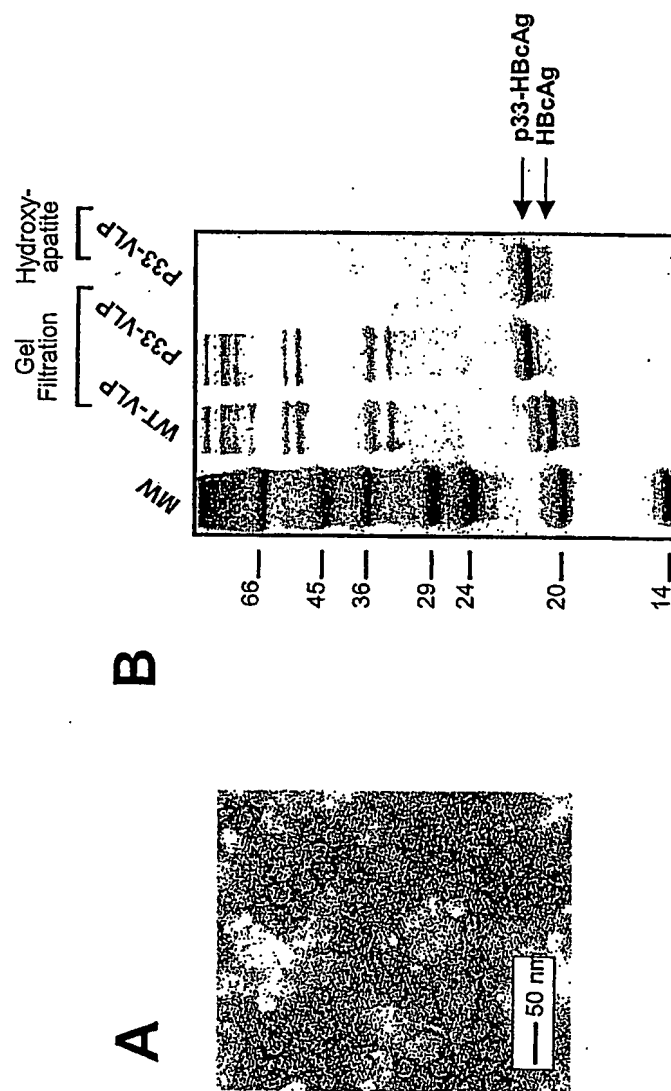 A
50 nm
B
Gel
Filtration
Hydroxy-
apatite
MW
WT-VLP
P33-VLP
P33-VLP
66
45
36
29
24
20
14
p33-HBcAg
HBcAg